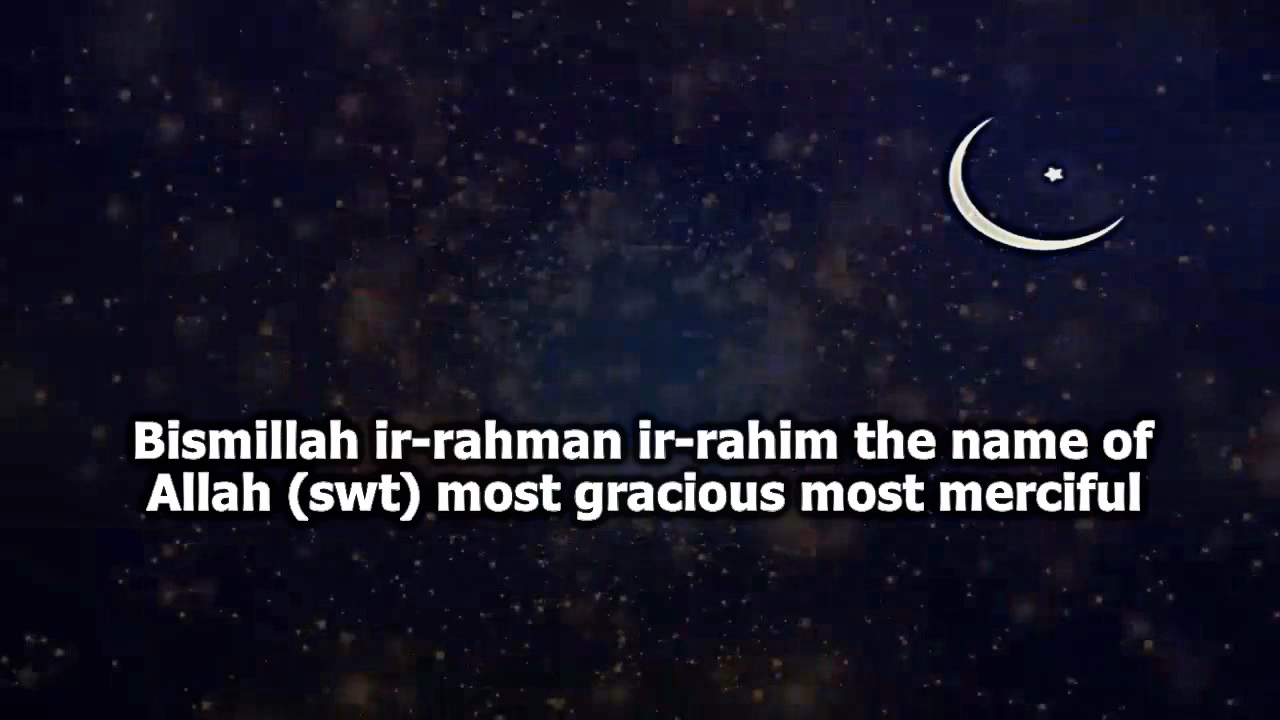 Bismillah ir-rahman ir-rahim the name of
Allah (swt) most gracious most merciful